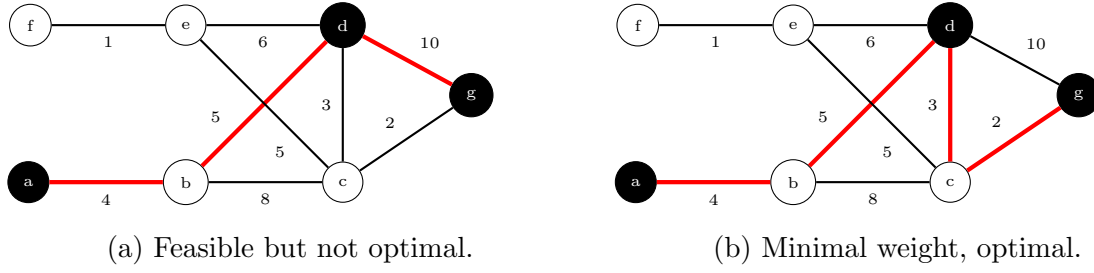 f
e
d
1
6
10
g
5
3
2
5
a
b
c
4
8
(a) Feasible but not optimal.
f
e
d
1
6
10
g
5
3
2
5
a
b
c
4
8
(b) Minimal weight, optimal.